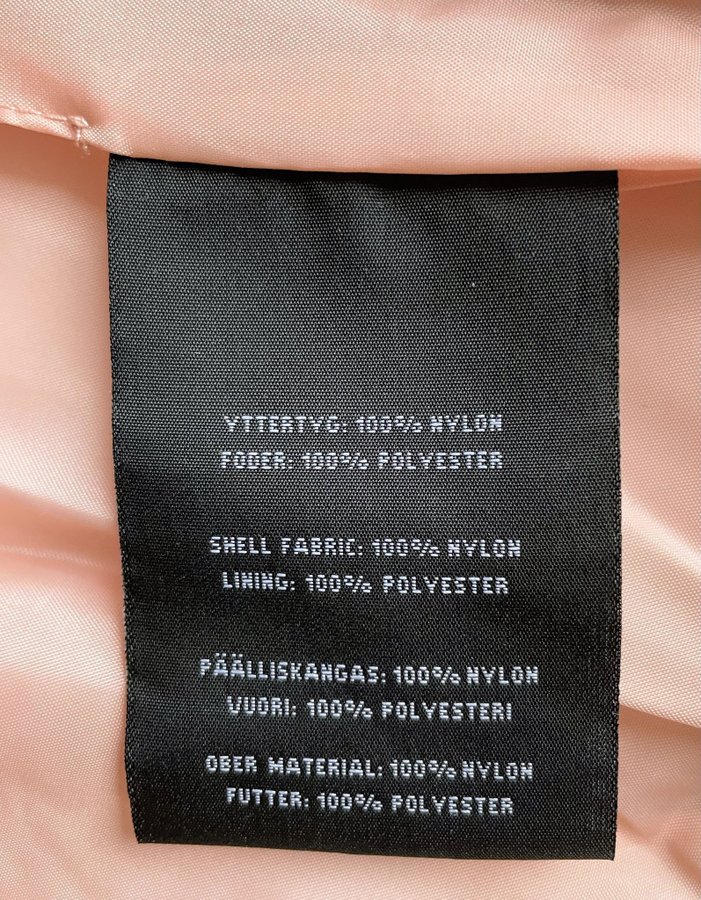 YTTERTYG: 100% NYLON
FODER: 100% POLYESTER
SHELL FABRIC: 100% NYLON
LINING: 100% POLYESTER
PÄÄLLISKANGAS: 100% NYLON
VUORI: 100% POLYESTERI
OBER MATERIAL: 100% NYLON
FUTTER: 100% POLYESTER